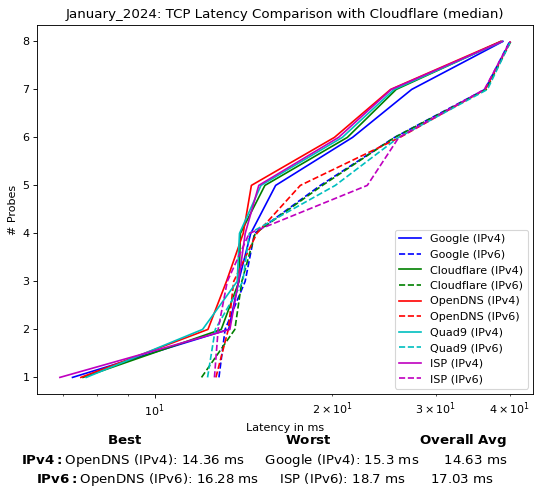 January_2024: TCP Latency Comparison with Cloudflare (median)
8
7
6
5
4
3
2
1
# Probes
Google (IPv4)
Google (IPv6)
Cloudflare (IPv4)
Cloudflare (IPv6)
OpenDNS (IPv4)
OpenDNS (IPv6)
Quad9 (IPv4)
Quad9 (IPv6)
ISP (IPv4)
ISP (IPv6)
10¹ 2 × 10¹ 3 × 10¹ 4 × 10¹
Latency in ms
Best Worst Overall Avg
IPv4: OpenDNS (IPv4): 14.36 ms Google (IPv4): 15.3 ms 14.63 ms
IPv6: OpenDNS (IPv6): 16.28 ms ISP (IPv6): 18.7 ms 17.03 ms